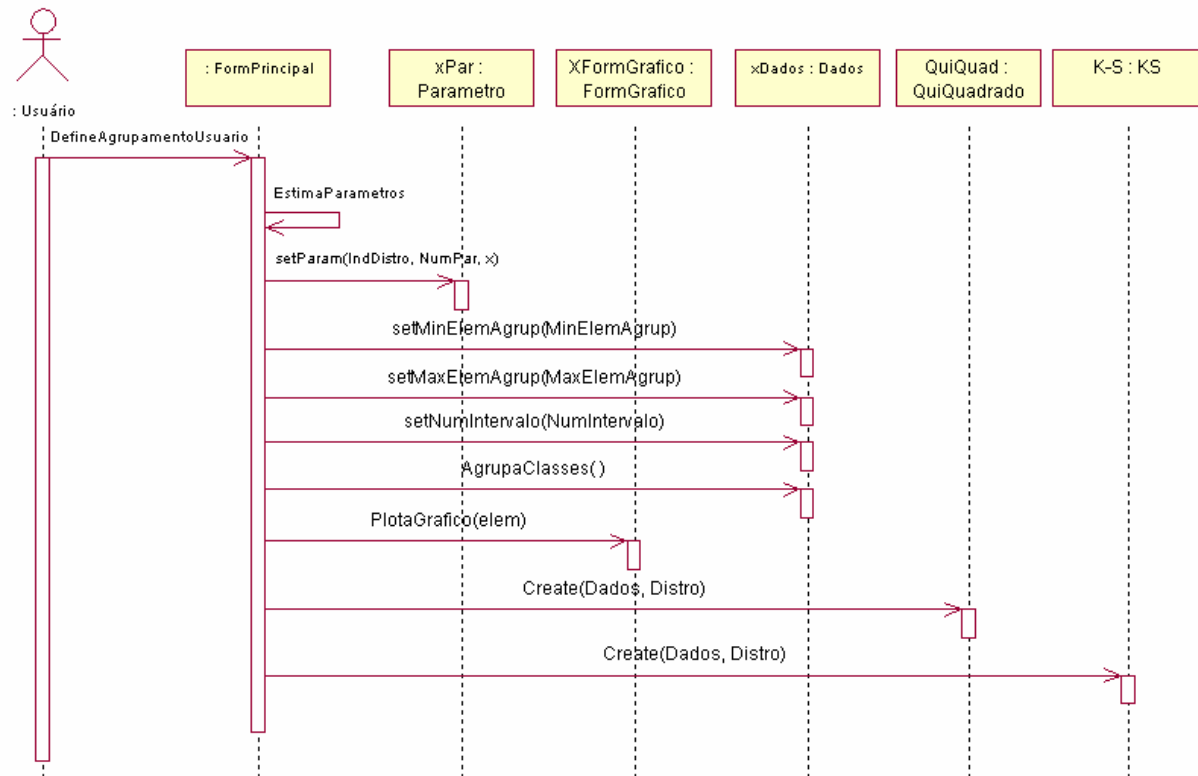 : Usuário
: FormPrincipal
xPar :
Parametro
XFormGrafico :
FormGrafico
xDados : Dados
QuiQuad :
QuiQuadrado
K-S : KS
DefineAgrupamentoUsuario
EstimaParametros
setParam(IndDistro, NumPar, x)
setMinElemAgrup(MinElemAgrup)
setMaxElemAgrup(MaxElemAgrup)
setNumIntervalo(NumIntervalo)
AgrupaClasses( )
PlotaGrafico(elem)
Create(Dados, Distro)
Create(Dados, Distro)